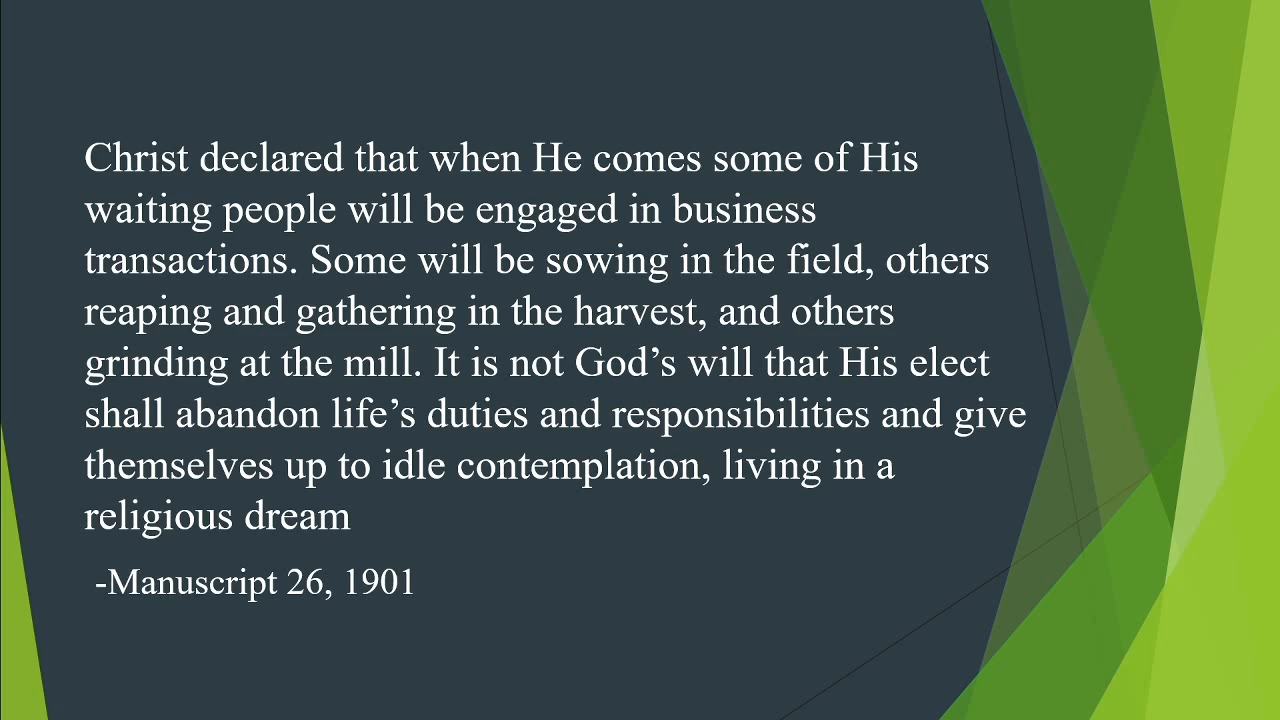 Christ declared that when He comes some of His
waiting people will be engaged in business
transactions. Some will be sowing in the field, others
reaping and gathering in the harvest, and others
grinding at the mill. It is not God’s will that His elect
shall abandon life’s duties and responsibilities and give
themselves up to idle contemplation, living in a
religious dream
-Manuscript 26, 1901